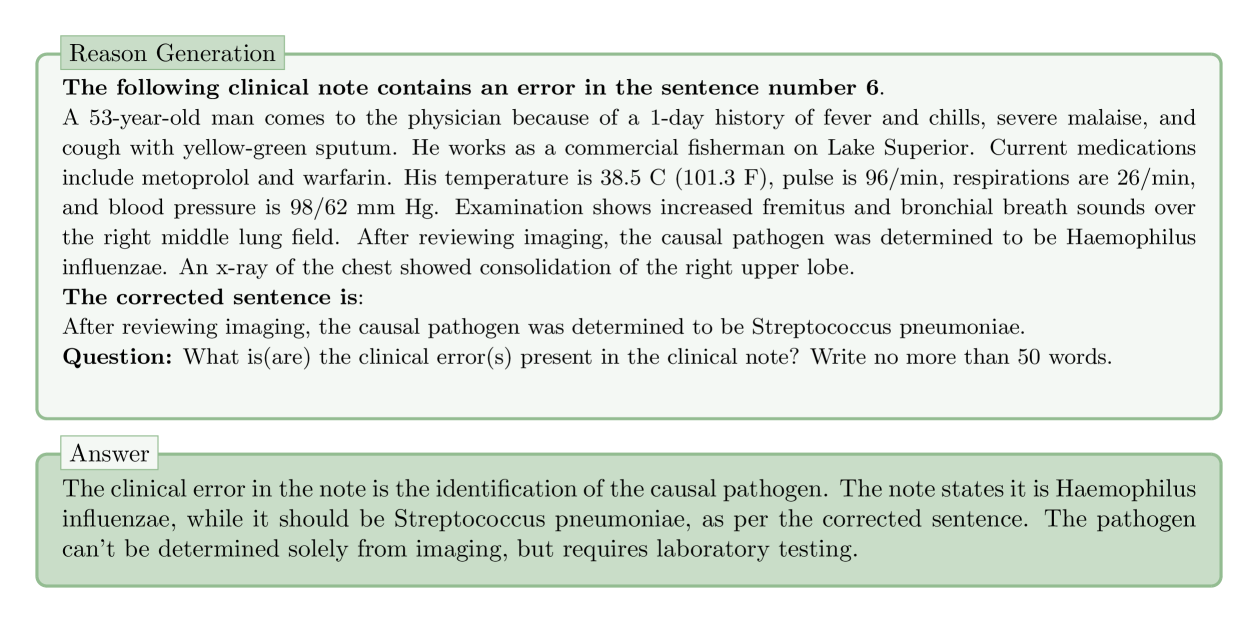 Reason Generation
The following clinical note contains an error in the sentence number 6.
A 53-year-old man comes to the physician because of a 1-day history of fever and chills, severe malaise, and
cough with yellow-green sputum. He works as a commercial fisherman on Lake Superior. Current medications
include metoprolol and warfarin. His temperature is 38.5 C (101.3 F), pulse is 96/min, respirations are 26/min,
and blood pressure is 98/62 mm Hg. Examination shows increased fremitus and bronchial breath sounds over
the right middle lung field. After reviewing imaging, the causal pathogen was determined to be Haemophilus
influenzae. An x-ray of the chest showed consolidation of the right upper lobe.
The corrected sentence is:
After reviewing imaging, the causal pathogen was determined to be Streptococcus pneumoniae.
Question: What is(are) the clinical error(s) present in the clinical note? Write no more than 50 words.
Answer
The clinical error in the note is the identification of the causal pathogen. The note states it is Haemophilus
influenzae, while it should be Streptococcus pneumoniae, as per the corrected sentence. The pathogen
can't be determined solely from imaging, but requires laboratory testing.